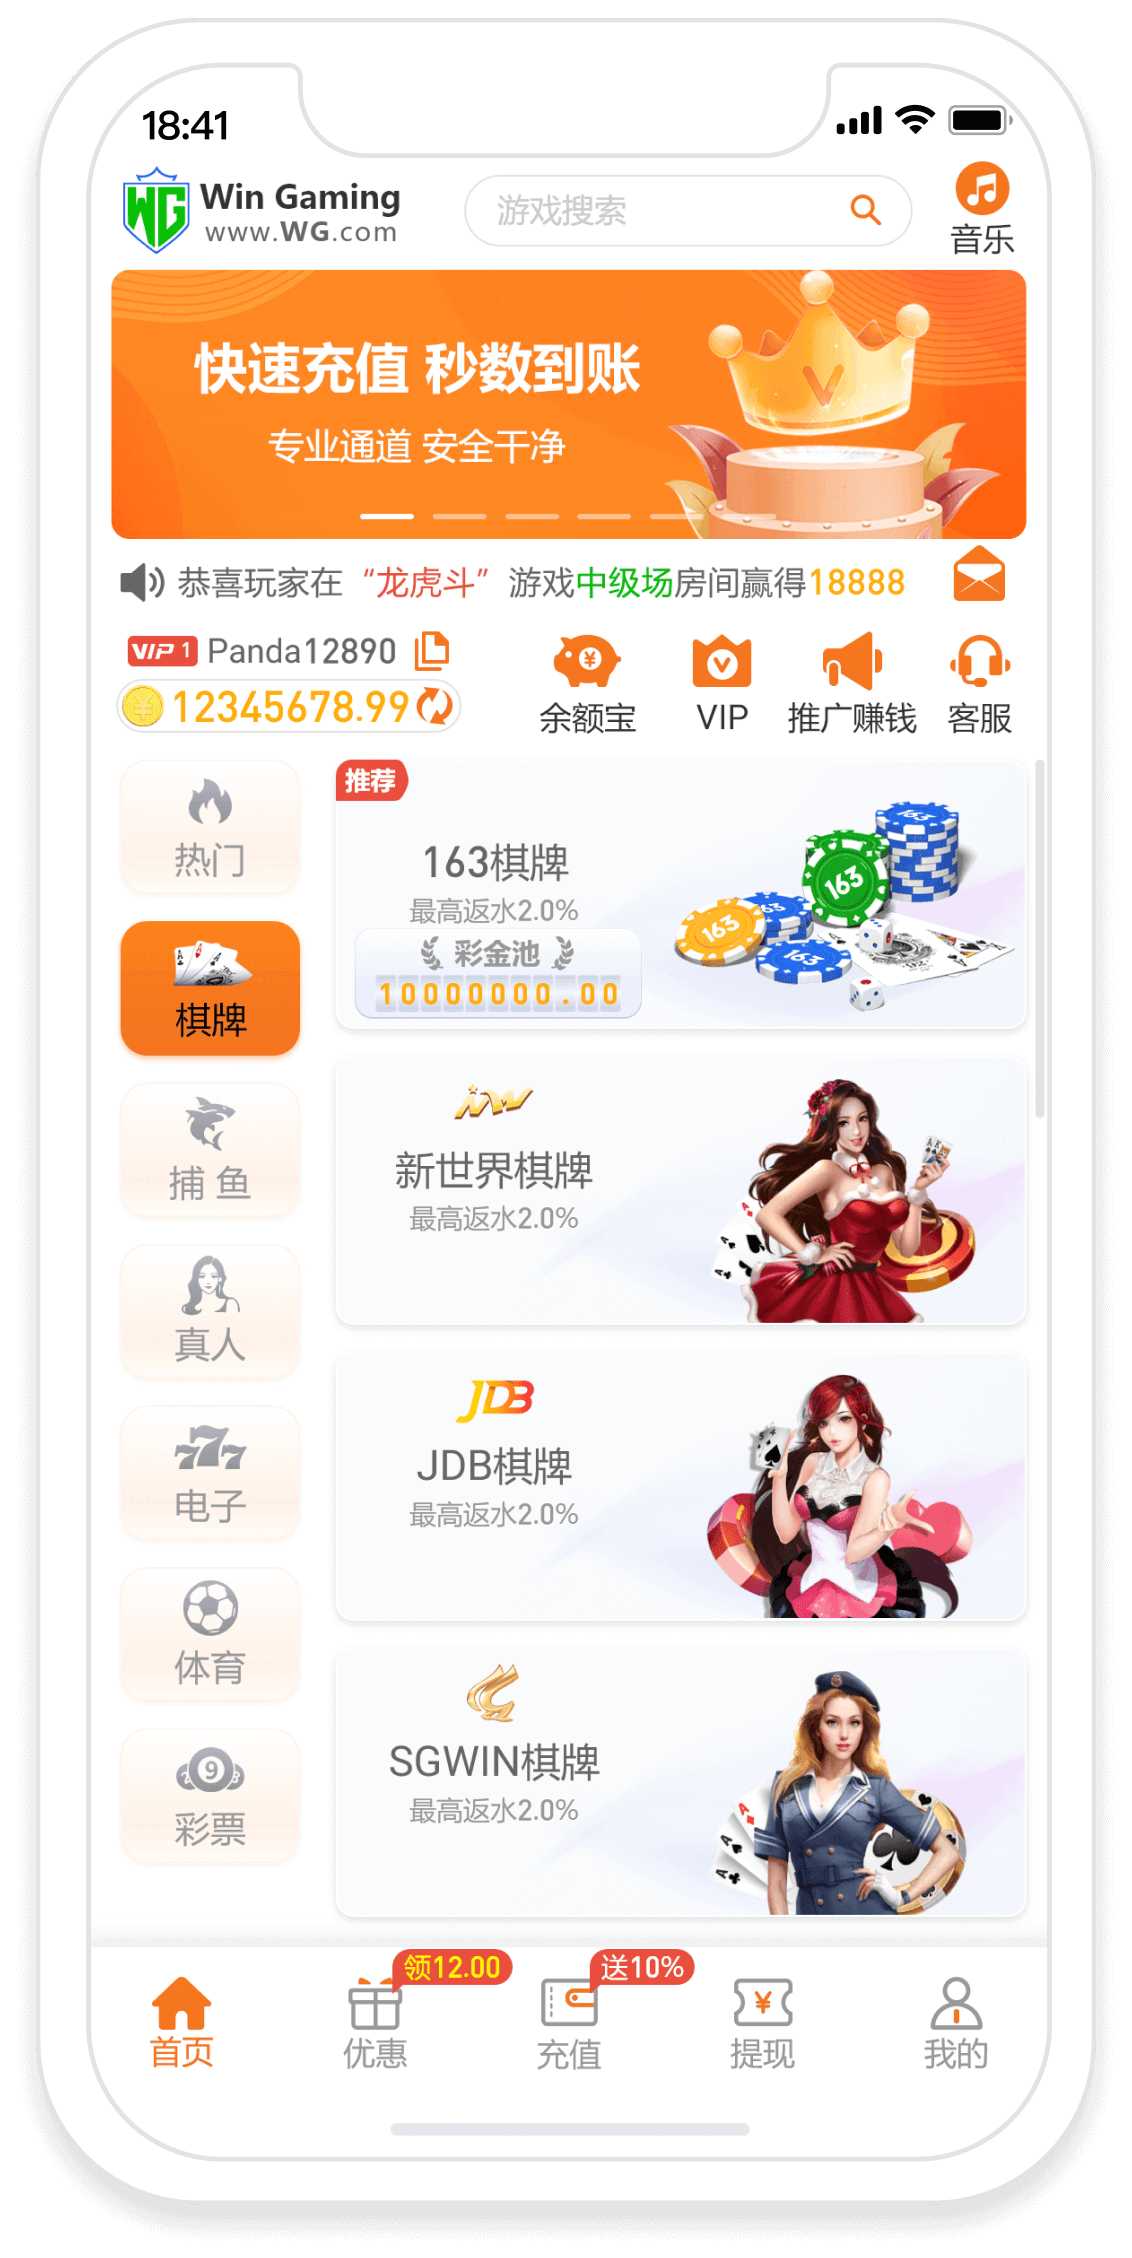 18:41
WG
Win Gaming
www.WG.com
游戏搜索
音乐
快速充值 秒数到账
专业通道 安全干净
恭喜玩家在“龙虎斗”游戏中级场房间赢得18888
VIP 1 Panda12890
12345678.99
余额宝
VIP
推广赚钱
客服
热门
棋牌
捕鱼
真人
777
电子
体育
9
彩票
推荐
163棋牌
最高返水2.0%
彩金池
10000000.00
163
163
163
163
163
NW
新世界棋牌
最高返水2.0%
JDB
JDB棋牌
最高返水2.0%
SGWIN棋牌
最高返水2.0%
领12.00
送10%
首页
优惠
充值
提现
我的